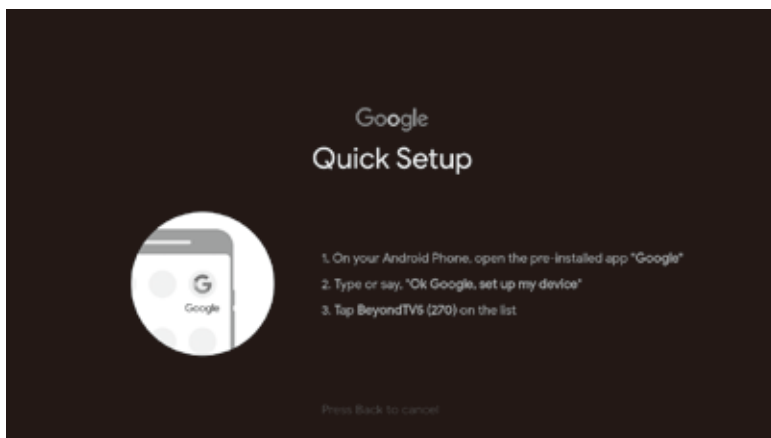 Google
Quick Setup
G
Google
1. On your Android Phone, open the pre-installed app "Google"
2. Type or say, "Ok Google, set up my device"
3. Tap BeyondTV5 (270) on the list
Press Back to cancel